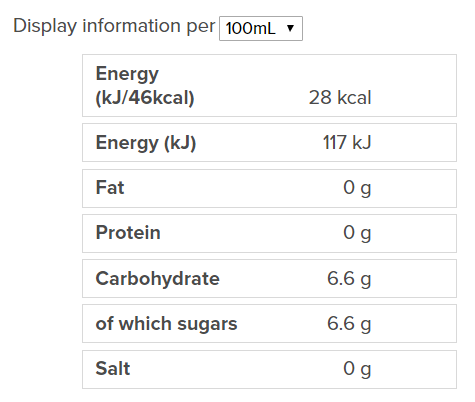 Display information per 100mL
Energy
(kJ/46kcal) 28 kcal
Energy (kJ) 117 kJ
Fat 0 g
Protein 0 g
Carbohydrate 6.6 g
of which sugars 6.6 g
Salt 0 g